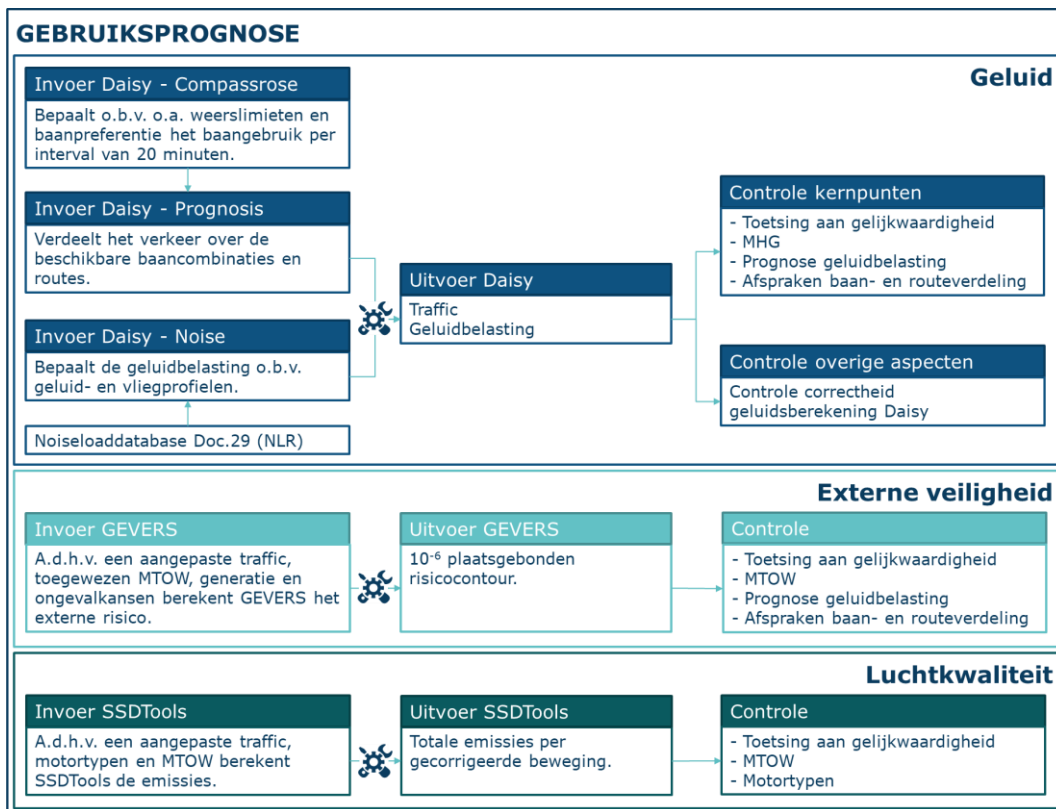 GEBRUIKSPROGNOSE
Geluid
Invoer Daisy - Compassrose
Bepaalt o.b.v. o.a. weerslimieten en
baanpreferentie het baangebruik per
interval van 20 minuten.
Invoer Daisy - Prognosis
Verdeelt het verkeer over de
beschikbare baancombinaties en
routes.
Invoer Daisy - Noise
Bepaalt de geluidbelasting o.b.v.
geluid- en vliegprofielen.
Noiseloaddatabase Doc.29 (NLR)
Uitvoer Daisy
Traffic
Geluidbelasting
Controle kernpunten
- Toetsing aan gelijkwaardigheid
- MHG
- Prognose geluidbelasting
- Afspraken baan- en routeverdeling
Controle overige aspecten
Controle correctheid
geluidsberekening Daisy
Externe veiligheid
Invoer GEVERS
A.d.h.v. een aangepaste traffic,
toegewezen MTOW, generatie en
ongevalkansen berekent GEVERS het
externe risico.
Uitvoer GEVERS
10⁻⁶ plaatsgebonden
risicocontour.
Controle
- Toetsing aan gelijkwaardigheid
- MTOW
- Prognose geluidbelasting
- Afspraken baan- en routeverdeling
Luchtkwaliteit
Invoer SSDTools
A.d.h.v. een aangepaste traffic,
motortypen en MTOW berekent
SSDTools de emissies.
Uitvoer SSDTools
Totale emissies per
gecorrigeerde beweging.
Controle
- Toetsing aan gelijkwaardigheid
- MTOW
- Motortypen